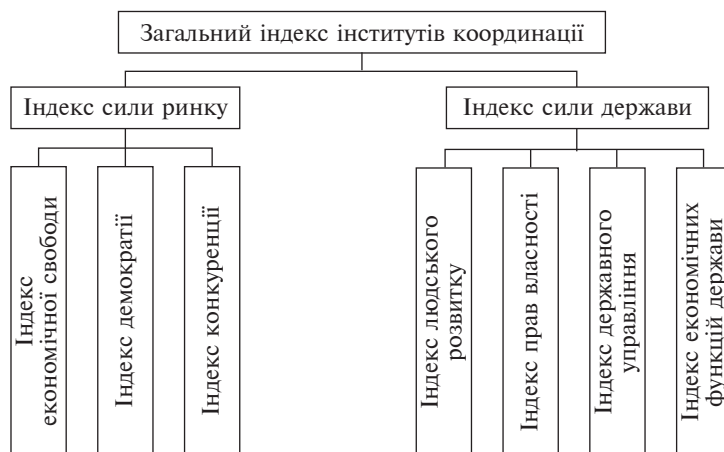 Загальний індекс інститутів координації
Індекс сили ринку
Індекс сили держави
Індекс
економічної свободи
Індекс демократії
Індекс конкуренції
Індекс людського
розвитку
Індекс прав власності
Індекс державного
управління
Індекс економічних
функцій держави